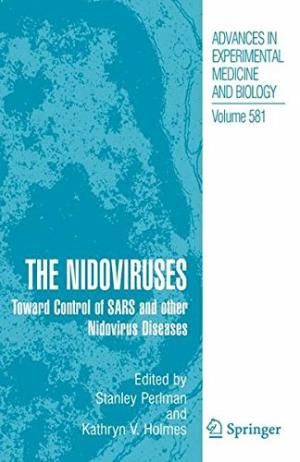 ADVANCES IN
EXPERIMENTAL
MEDICINE
AND BIOLOGY
Volume 581
THE NIDOVIRUSES
Toward Control of SARS and other
Nidovirus Diseases
Edited by
Stanley Perlman
and
Kathryn V. Holmes
Springer